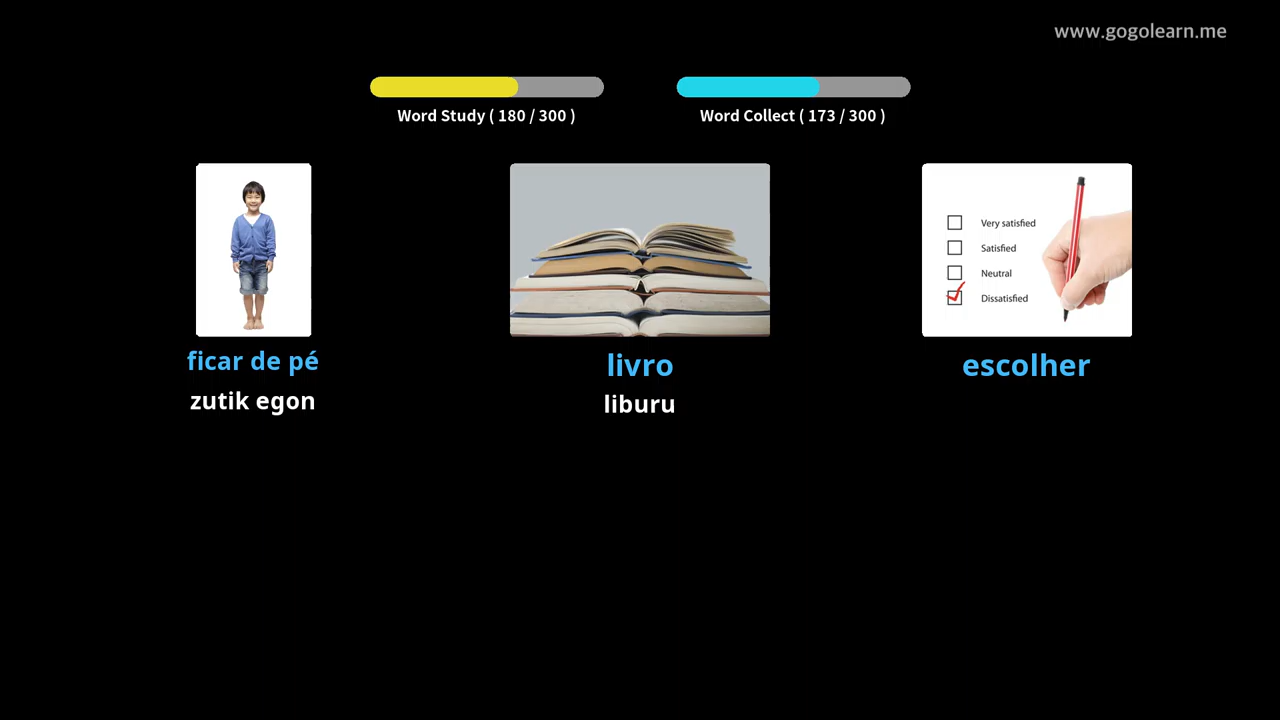 www.gogolearn.me
Word Study ( 180 / 300 )
Word Collect ( 173 / 300 )
Very satisfied
Satisfied
Neutral
Dissatisfied
ficar de pé
livro
escolher
zutik egon
liburu